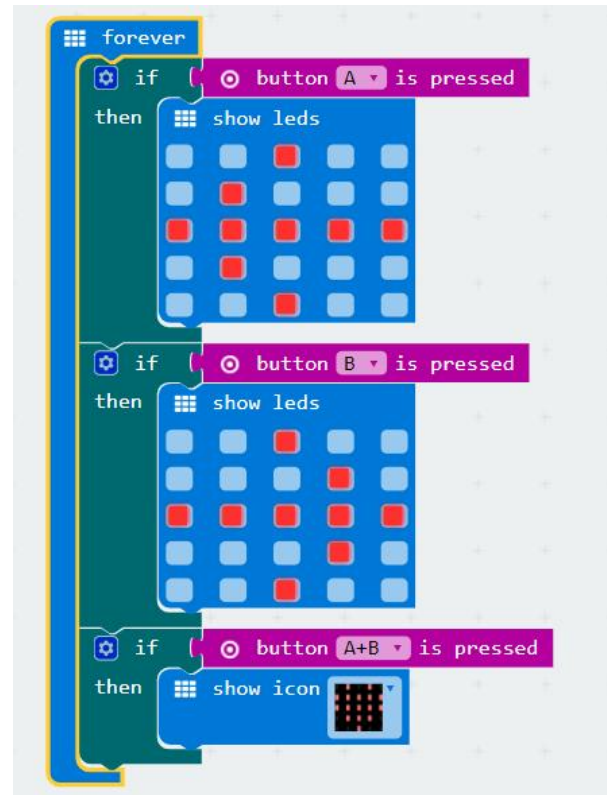 forever
if button A is pressed
then show leds
if button B is pressed
then show leds
if button A+B is pressed
then show icon